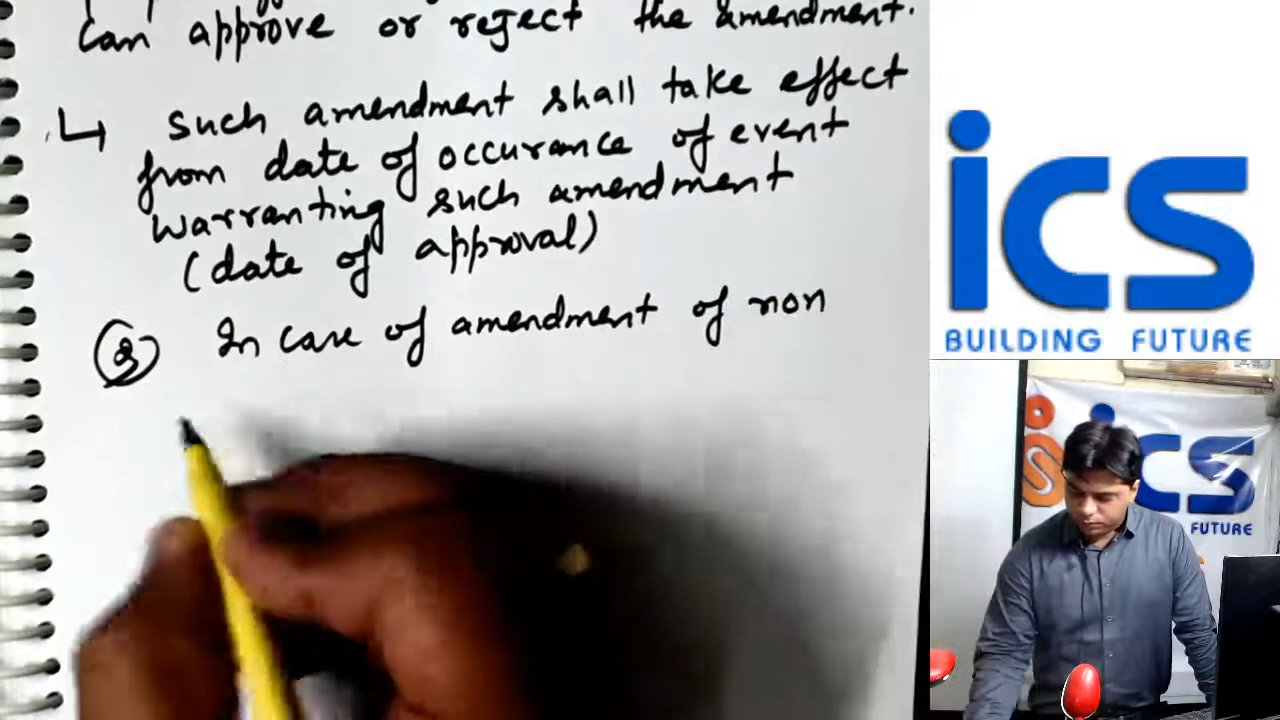 can approve or reject the amendment.
↳ such amendment shall take effect
from date of occurance of event
warranting such amendment
(date of approval)
③ In case of amendment of non
ics
BUILDING FUTURE
ics
FUTURE